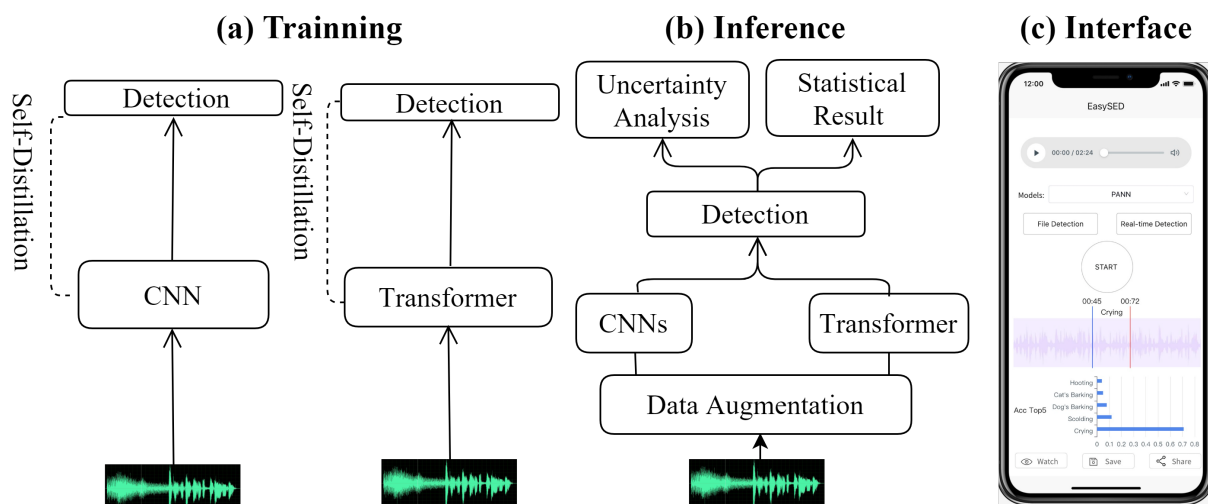 (a) Trainning
Self-Distillation
Detection
CNN
Self-Distillation
Detection
Transformer
(b) Inference
Uncertainty
Analysis
Statistical
Result
Detection
CNNs
Transformer
Data Augmentation
(c) Interface
12:00
EasySED
00:00 / 02:24
Models:
PANN
File Detection
Real-time Detection
START
00:45
00:72
Crying
Acc Top5
Hooting
Cat's Barking
Dog's Barking
Scolding
Crying
0 0.1 0.2 0.3 0.4 0.5 0.6 0.7 0.8
Watch
Save
Share